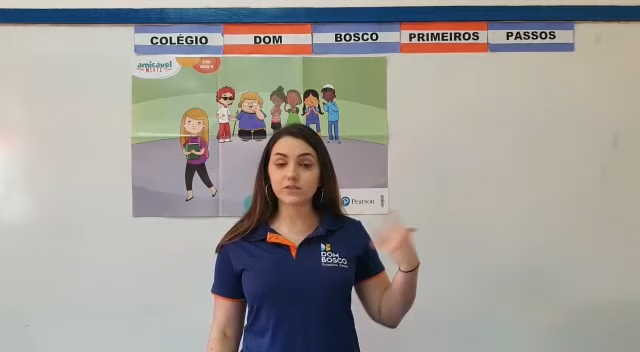 COLÉGIO DOM BOSCO PRIMEIROS PASSOS
amicavel
MENTE
Pearson
DOM
BOSCO